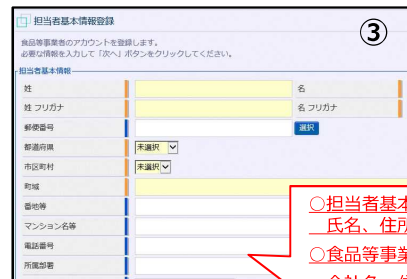 担当者基本情報登録
③
食品等事業者のアカウントを登録します。
必要な情報を入力して「次へ」ボタンをクリックしてください。
担当者基本情報
姓 名
姓 フリガナ 名 フリガナ
郵便番号 選択
都道府県 未選択
市区町村 未選択
町域
番地等
マンション名等
電話番号
所属部署
○担当者基本
氏名、住所
○食品等事業